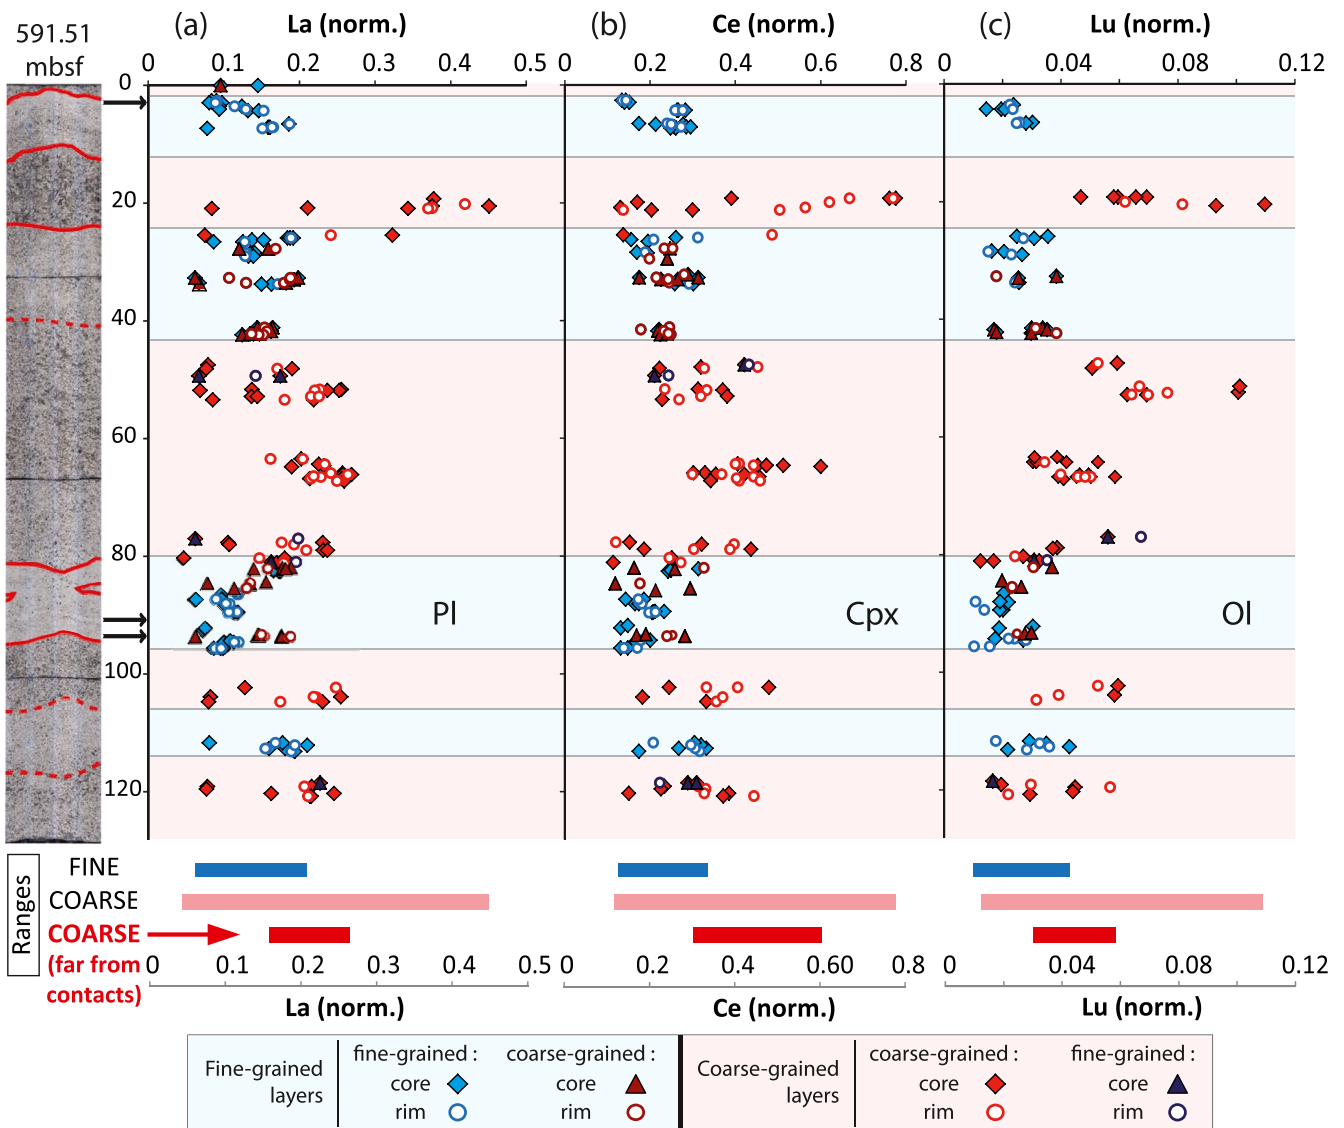 591.51
mbsf
(a)
La (norm.)
(b)
Ce (norm.)
(c)
Lu (norm.)
0 0.1 0.2 0.3 0.4 0.5
0 0.2 0.4 0.6 0.8
0 0.04 0.08 0.12
0
20
40
60
80
100
120
Pl
Cpx
Ol
Ranges
FINE
COARSE
COARSE
(far from
contacts)
0 0.1 0.2 0.3 0.4 0.5
0 0.2 0.4 0.60 0.8
0 0.04 0.08 0.12
La (norm.)
Ce (norm.)
Lu (norm.)
Fine-grained
layers
fine-grained :
core
rim
coarse-grained :
core
rim
Coarse-grained
layers
coarse-grained :
core
rim
fine-grained :
core
rim